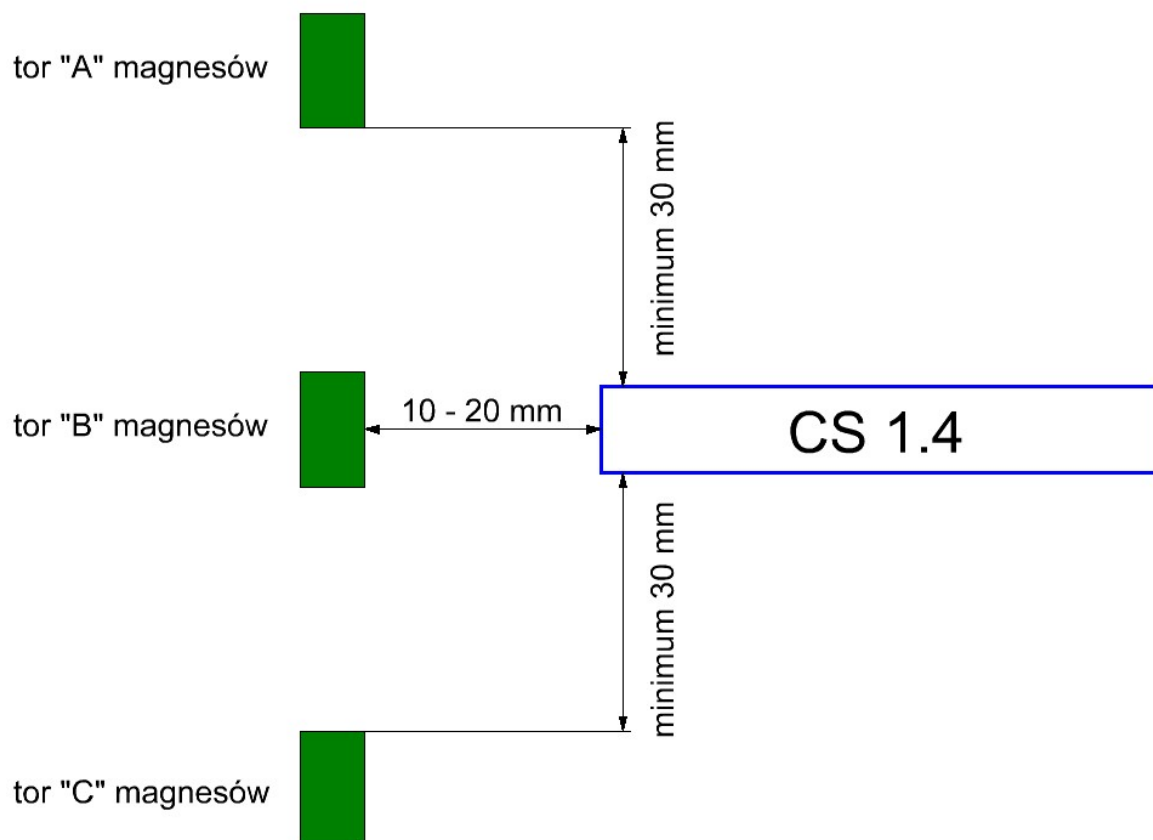 tor "A" magnesów
minimum 30 mm
tor "B" magnesów
10 - 20 mm
CS 1.4
minimum 30 mm
tor "C" magnesów